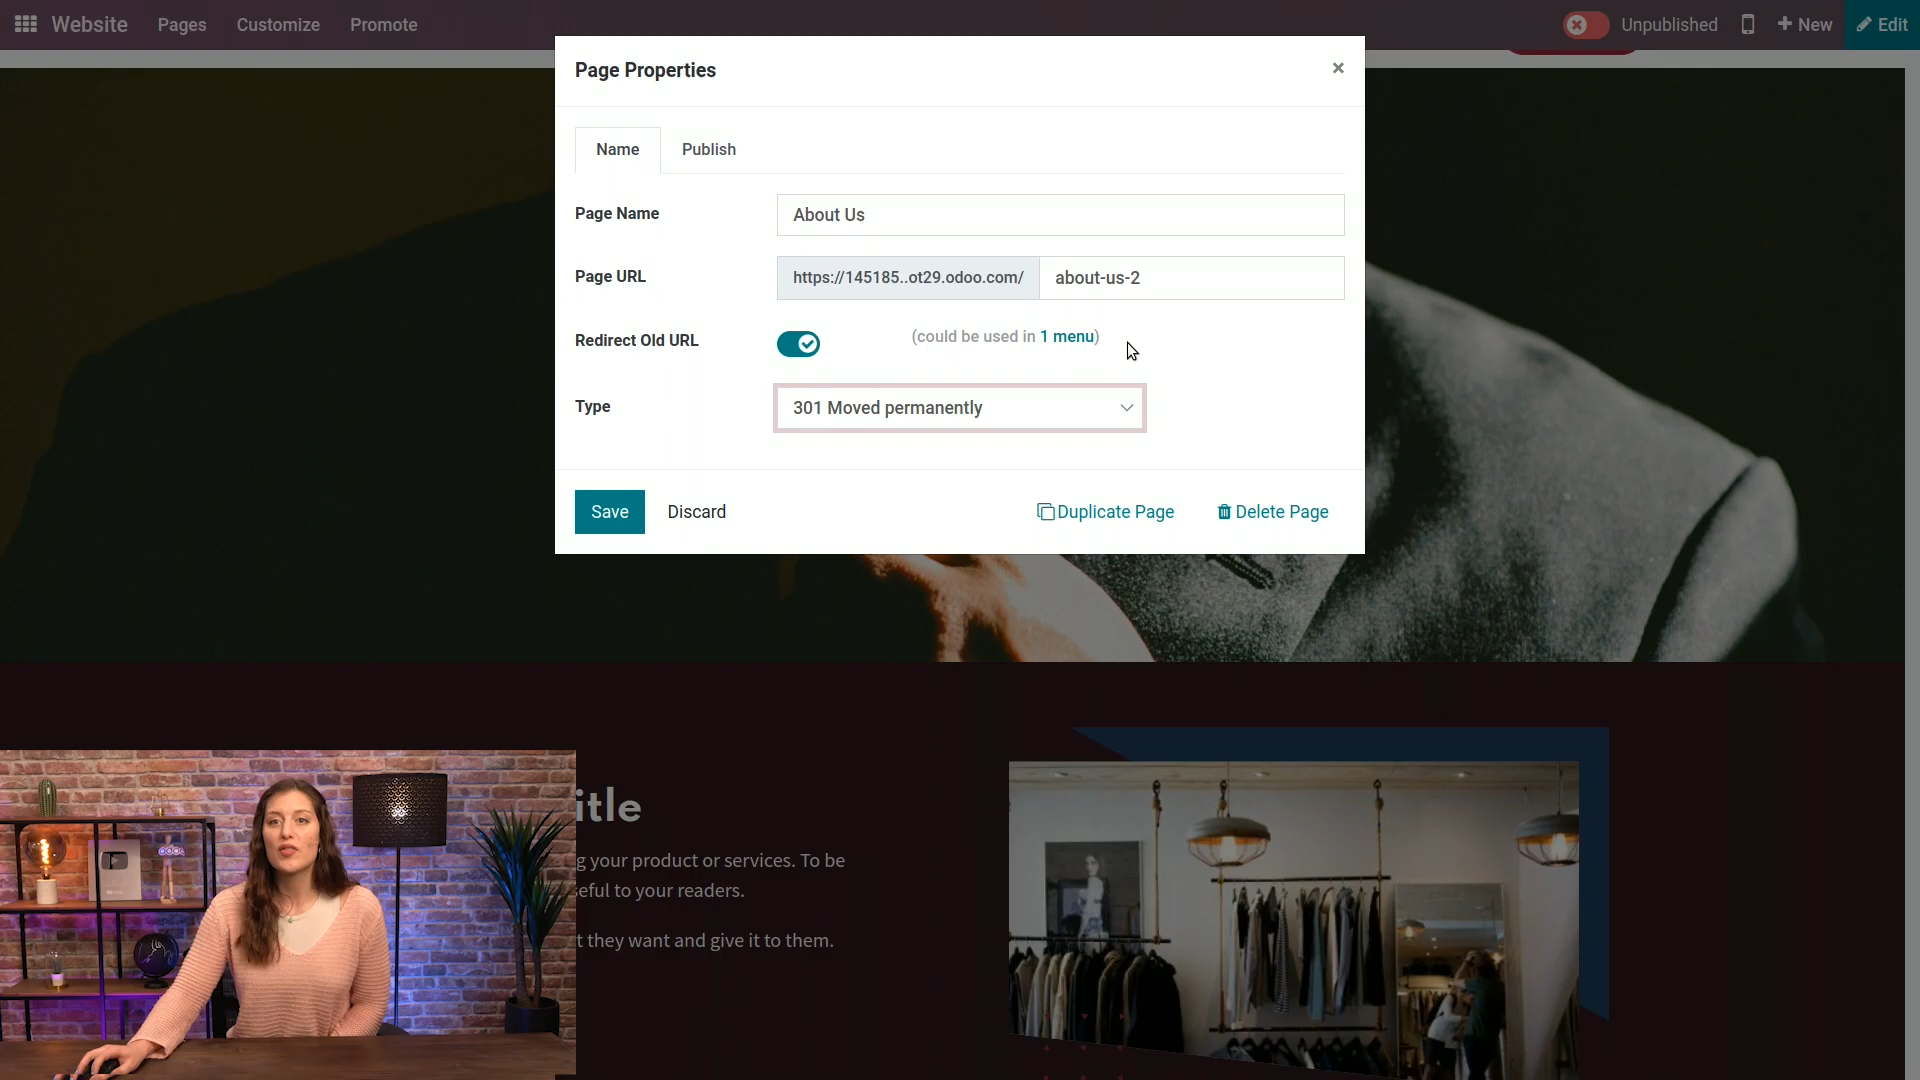 Website Pages Customize Promote Unpublished New Edit
Page Properties
Name Publish
Page Name About Us
Page URL https://145185..ot29.odoo.com/ about-us-2
Redirect Old URL (could be used in 1 menu)
Type 301 Moved permanently
Save Discard Duplicate Page Delete Page
itle
g your product or services. To be
eful to your readers.
t they want and give it to them.